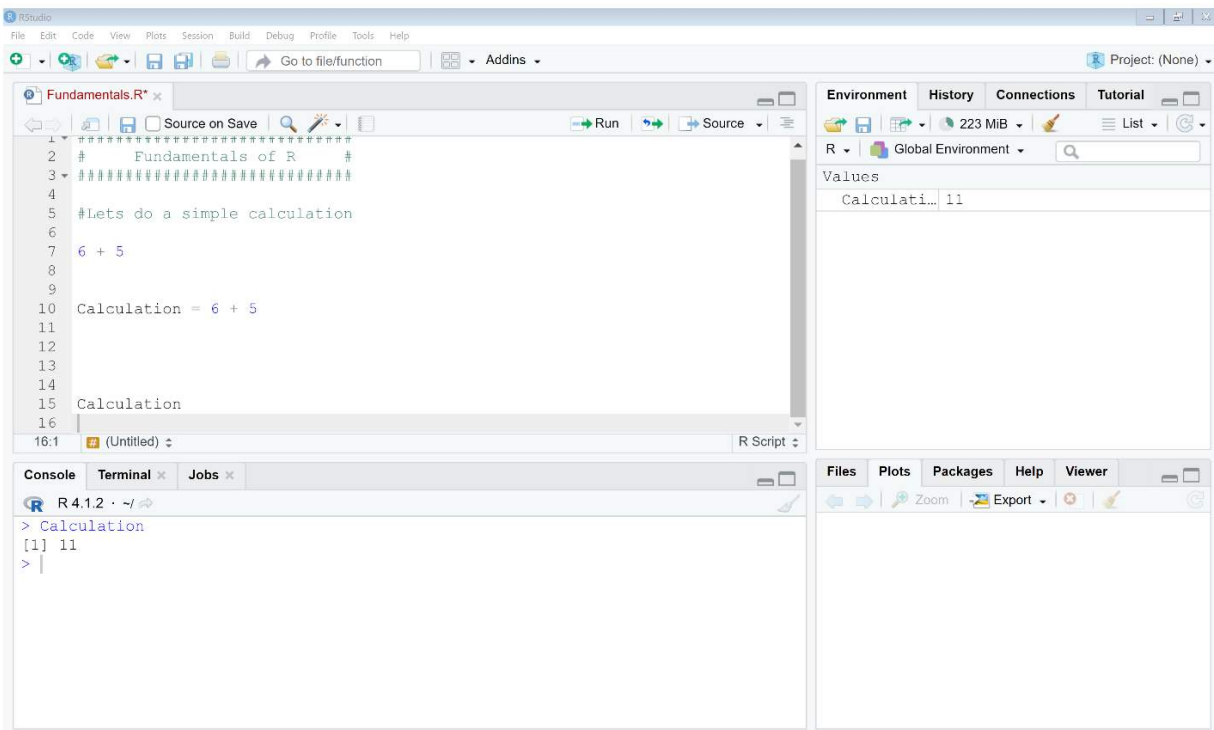 RStudio
File Edit Code View Plots Session Build Debug Profile Tools Help
Go to file/function Addins Project: (None)
Fundamentals.R*
Source on Save Run Source
1 #############################
2 # Fundamentals of R #
3 #############################
4
5 #Lets do a simple calculation
6
7 6 + 5
8
9
10 Calculation = 6 + 5
11
12
13
14
15 Calculation
16
16:1 # (Untitled) R Script
Console Terminal Jobs
R R 4.1.2 · ~/
> Calculation
[1] 11
>
Environment History Connections Tutorial
223 MiB List
R Global Environment
Values
Calculati… 11
Files Plots Packages Help Viewer
Zoom Export